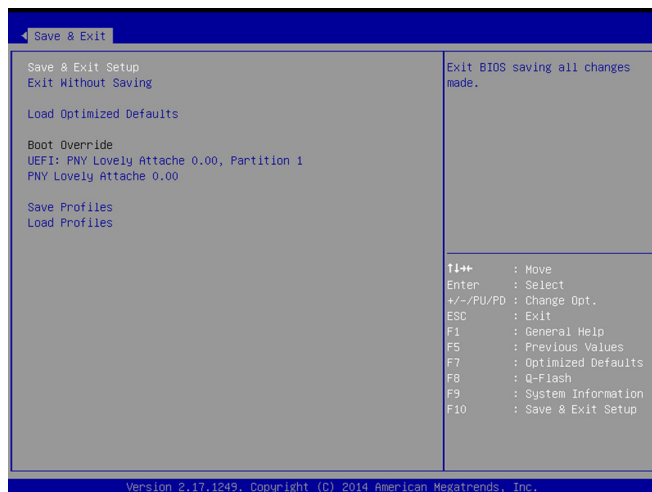 Save & Exit
Save & Exit Setup
Exit Without Saving
Load Optimized Defaults
Boot Override
UEFI: PNY Lovely Attache 0.00, Partition 1
PNY Lovely Attache 0.00
Save Profiles
Load Profiles
Exit BIOS saving all changes
made.
↑↓→← : Move
Enter : Select
+/-/PU/PD : Change Opt.
ESC : Exit
F1 : General Help
F5 : Previous Values
F7 : Optimized Defaults
F8 : Q-Flash
F9 : System Information
F10 : Save & Exit Setup
Version 2.17.1249. Copyright (C) 2014 American Megatrends, Inc.